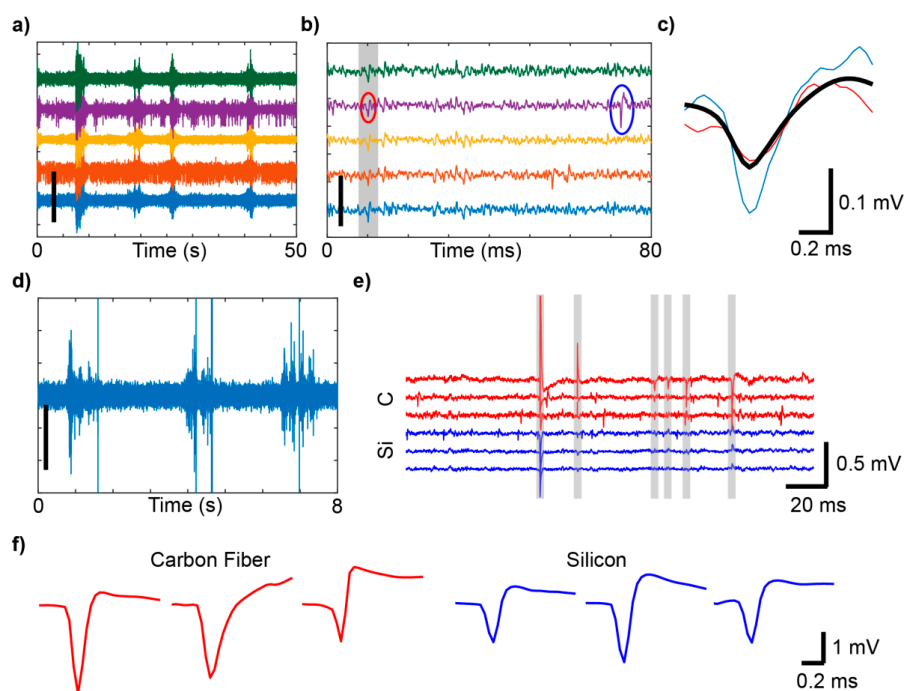 a)
b)
c)
0
Time (s)
50
0
Time (ms)
80
0.1 mV
0.2 ms
d)
e)
0
Time (s)
8
C
Si
0.5 mV
20 ms
f)
Carbon Fiber
Silicon
1 mV
0.2 ms